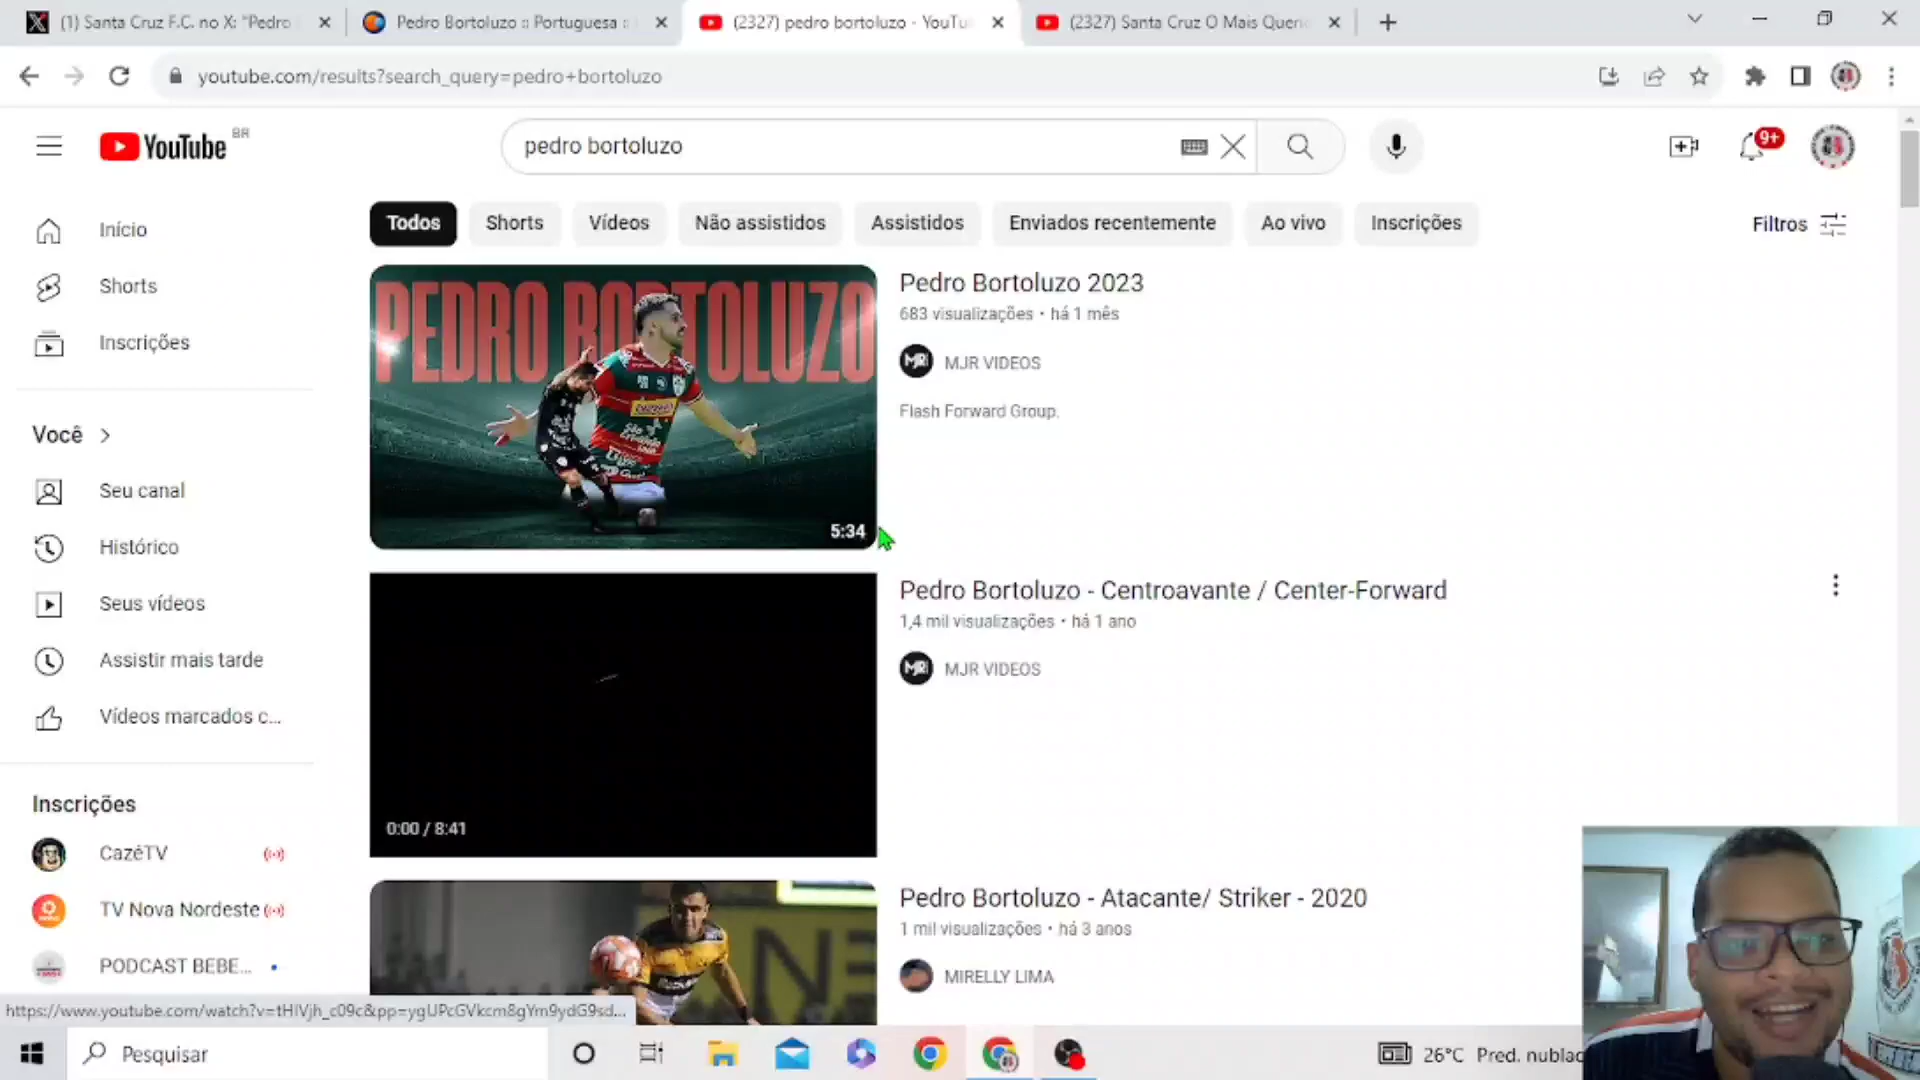 (1) Santa Cruz F.C. no X: "Pedro
Pedro Bortoluzo :: Portuguesa ::
(2327) pedro bortoluzo - YouTu
(2327) Santa Cruz O Mais Queri
youtube.com/results?search_query=pedro+bortoluzo
YouTube BR
pedro bortoluzo
9+
Início
Shorts
Inscrições
Você
Seu canal
Histórico
Seus vídeos
Assistir mais tarde
Vídeos marcados c...
Inscrições
CazéTV
TV Nova Nordeste
PODCAST BEBE...
Todos
Shorts
Vídeos
Não assistidos
Assistidos
Enviados recentemente
Ao vivo
Inscrições
Filtros
PEDRO BORTOLUZO
5:34
Pedro Bortoluzo 2023
683 visualizações • há 1 mês
MJR VIDEOS
Flash Forward Group.
0:00 / 8:41
Pedro Bortoluzo - Centroavante / Center-Forward
1,4 mil visualizações • há 1 ano
MJR VIDEOS
Pedro Bortoluzo - Atacante/ Striker - 2020
1 mil visualizações • há 3 anos
MIRELLY LIMA
https://www.youtube.com/watch?v=tHIVjh_c09c&pp=ygUPcGVkcm8gYm9ydG9sd...
Pesquisar
26°C Pred. nublad